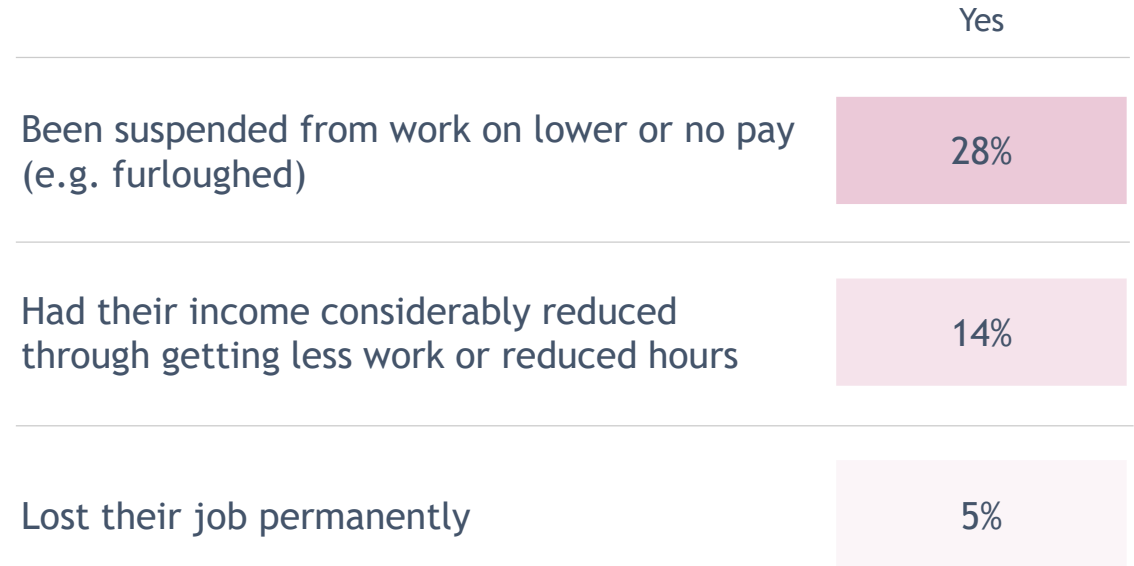 Yes
Been suspended from work on lower or no pay
(e.g. furloughed)
28%
Had their income considerably reduced
through getting less work or reduced hours
14%
Lost their job permanently
5%